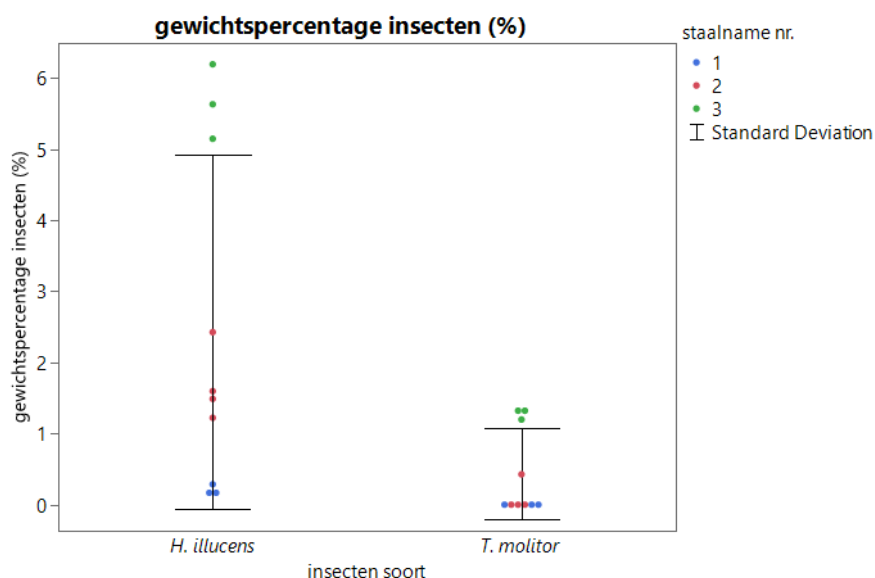 gewichtspercentage insecten (%)
staalname nr.
1
2
3
Standard Deviation
gewichtspercentage insecten (%)
6
5
4
3
2
1
0
H. illucens
T. molitor
insecten soort